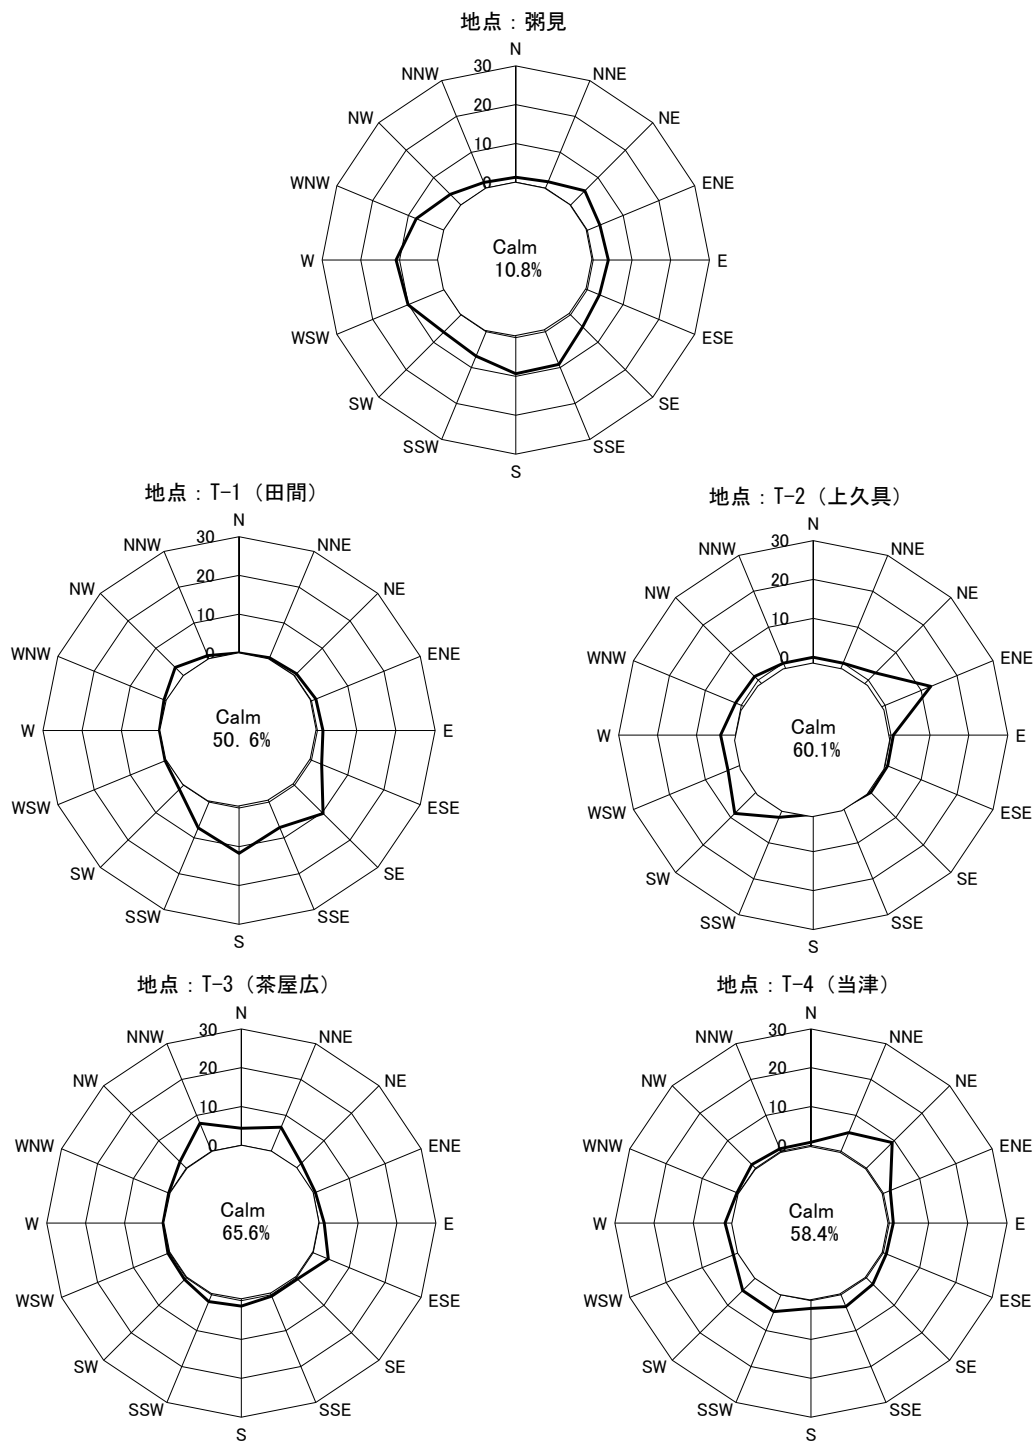 地点：粥見
N
30
NNW
NNE
20
NW
NE
10
WNW
ENE
0
Calm
10.8%
W
E
WSW
ESE
SW
SE
SSW
SSE
S
地点：T-1（田間）
N
30
NNW
NNE
20
NW
NE
10
WNW
ENE
0
Calm
50. 6%
W
E
WSW
ESE
SW
SE
SSW
SSE
S
地点：T-2（上久具）
N
30
NNW
NNE
20
NW
NE
10
WNW
ENE
0
Calm
60.1%
W
E
WSW
ESE
SW
SE
SSW
SSE
S
地点：T-3（茶屋広）
N
30
NNW
NNE
20
NW
NE
10
WNW
ENE
0
Calm
65.6%
W
E
WSW
ESE
SW
SE
SSW
SSE
S
地点：T-4（当津）
N
30
NNW
NNE
20
NW
NE
10
WNW
ENE
0
Calm
58.4%
W
E
WSW
ESE
SW
SE
SSW
SSE
S